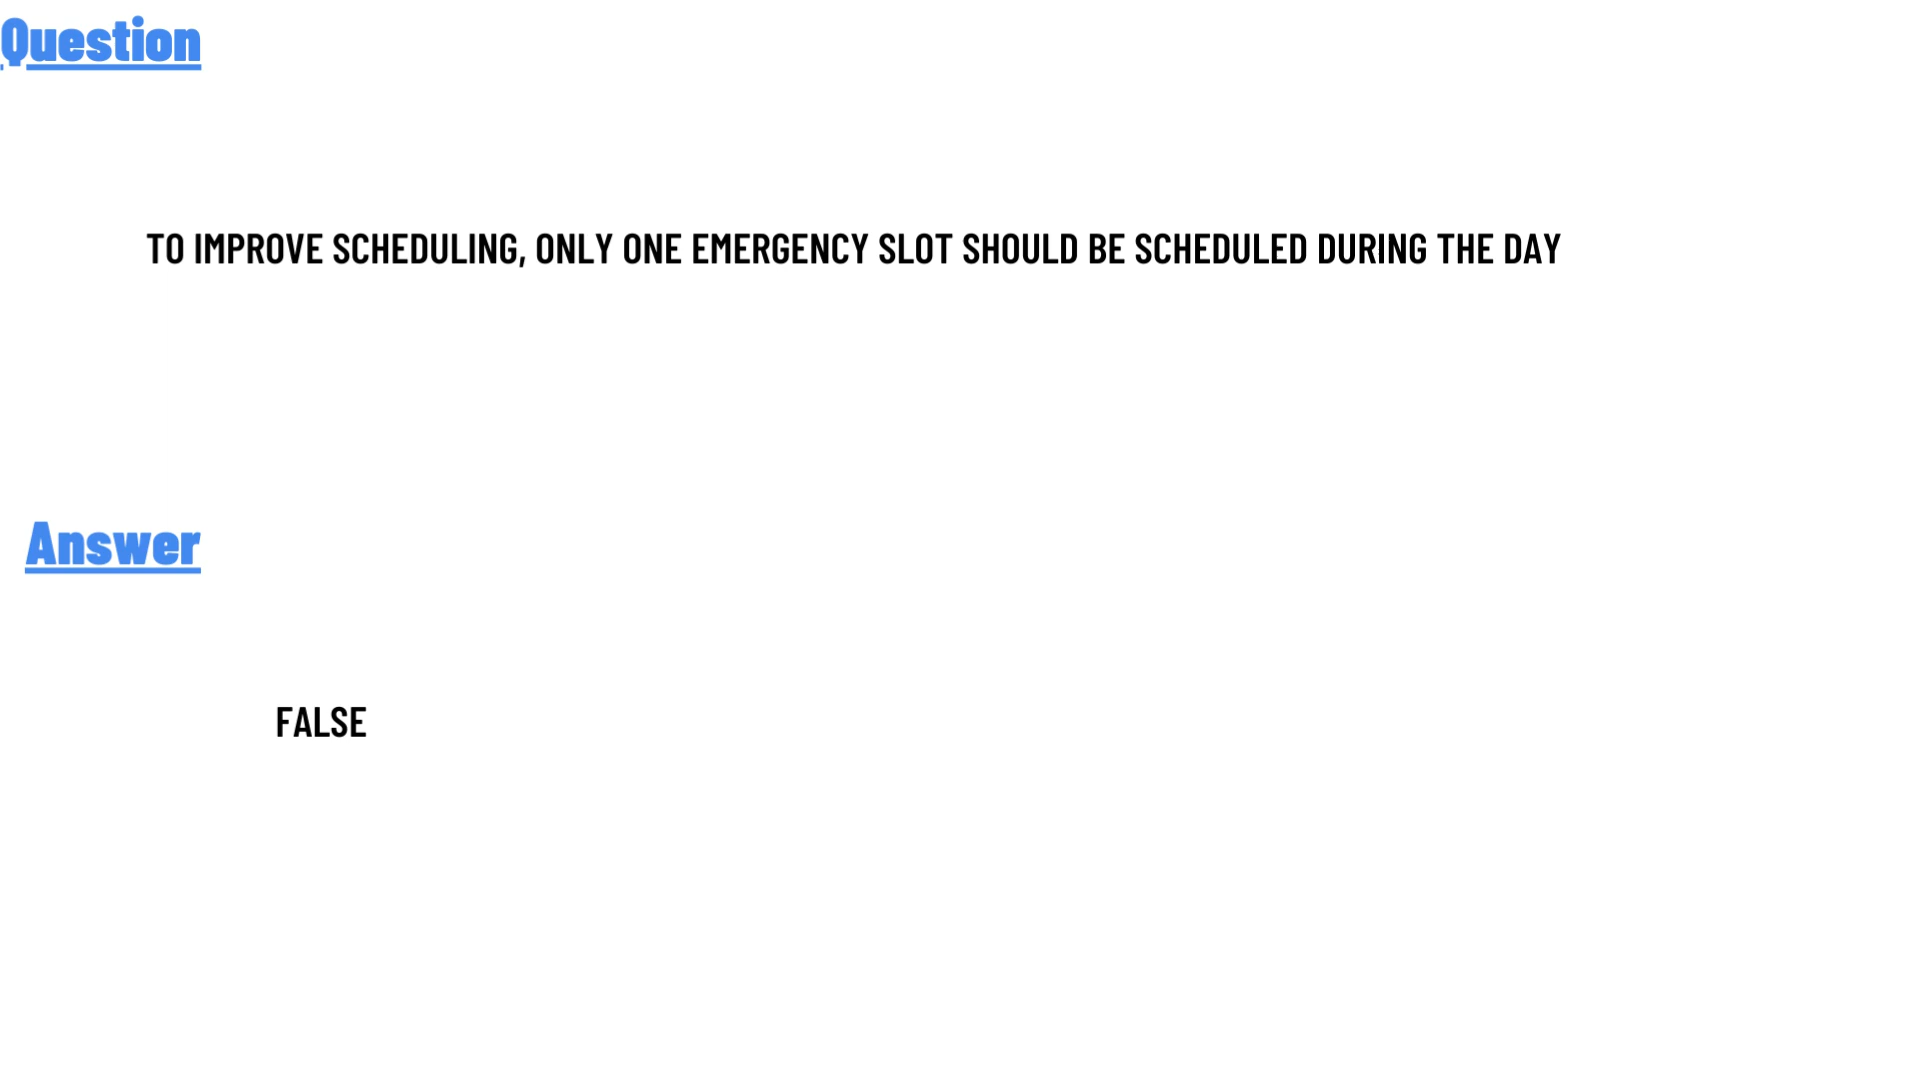 Question
TO IMPROVE SCHEDULING, ONLY ONE EMERGENCY SLOT SHOULD BE SCHEDULED DURING THE DAY
Answer
FALSE